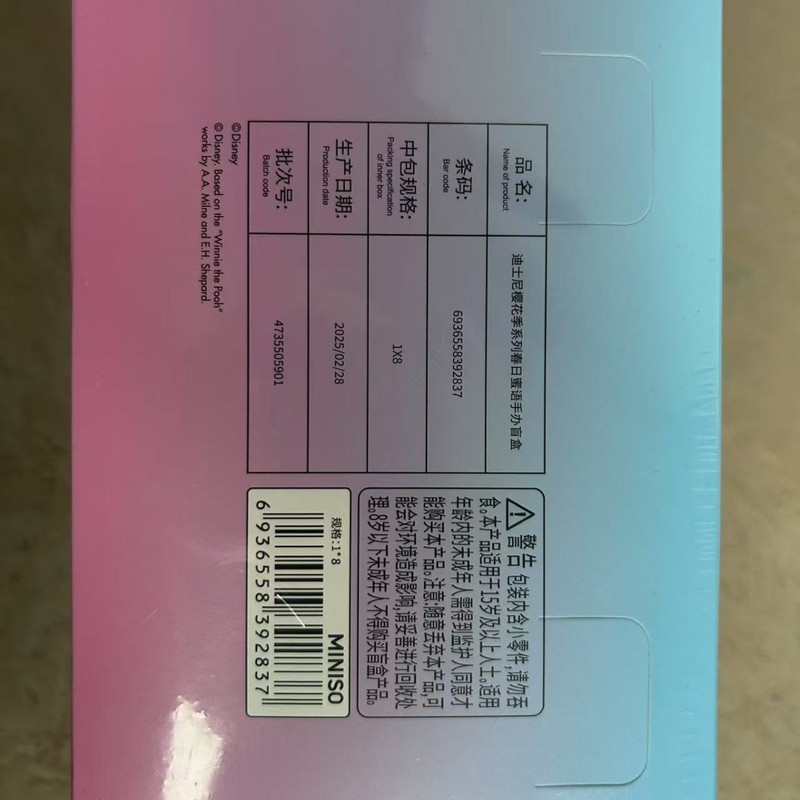 品名:
Name of product
迪士尼樱花季系列春日蜜语手办盲盒
条码:
Bar code
6936558392837
中包规格:
Packing specification
of inner box
1X8
生产日期:
Production date
2025/02/28
批次号:
Batch code
4735505901
©Disney
©Disney. Based on the "Winnie the Pooh"
works by A.A. Milne and E.H. Shepard.
警告 包装内含小零件,请勿吞
食。本产品适用于15岁及以上人士。适用
年龄内的未成年人需得到监护人同意才
能购买本产品。注意:随意丢弃本产品,可
能会对环境造成影响,请妥善进行回收处
理。8岁以下未成年人不得购买盲盒产品。
MINISO
规格:1*8
6 936558 392837